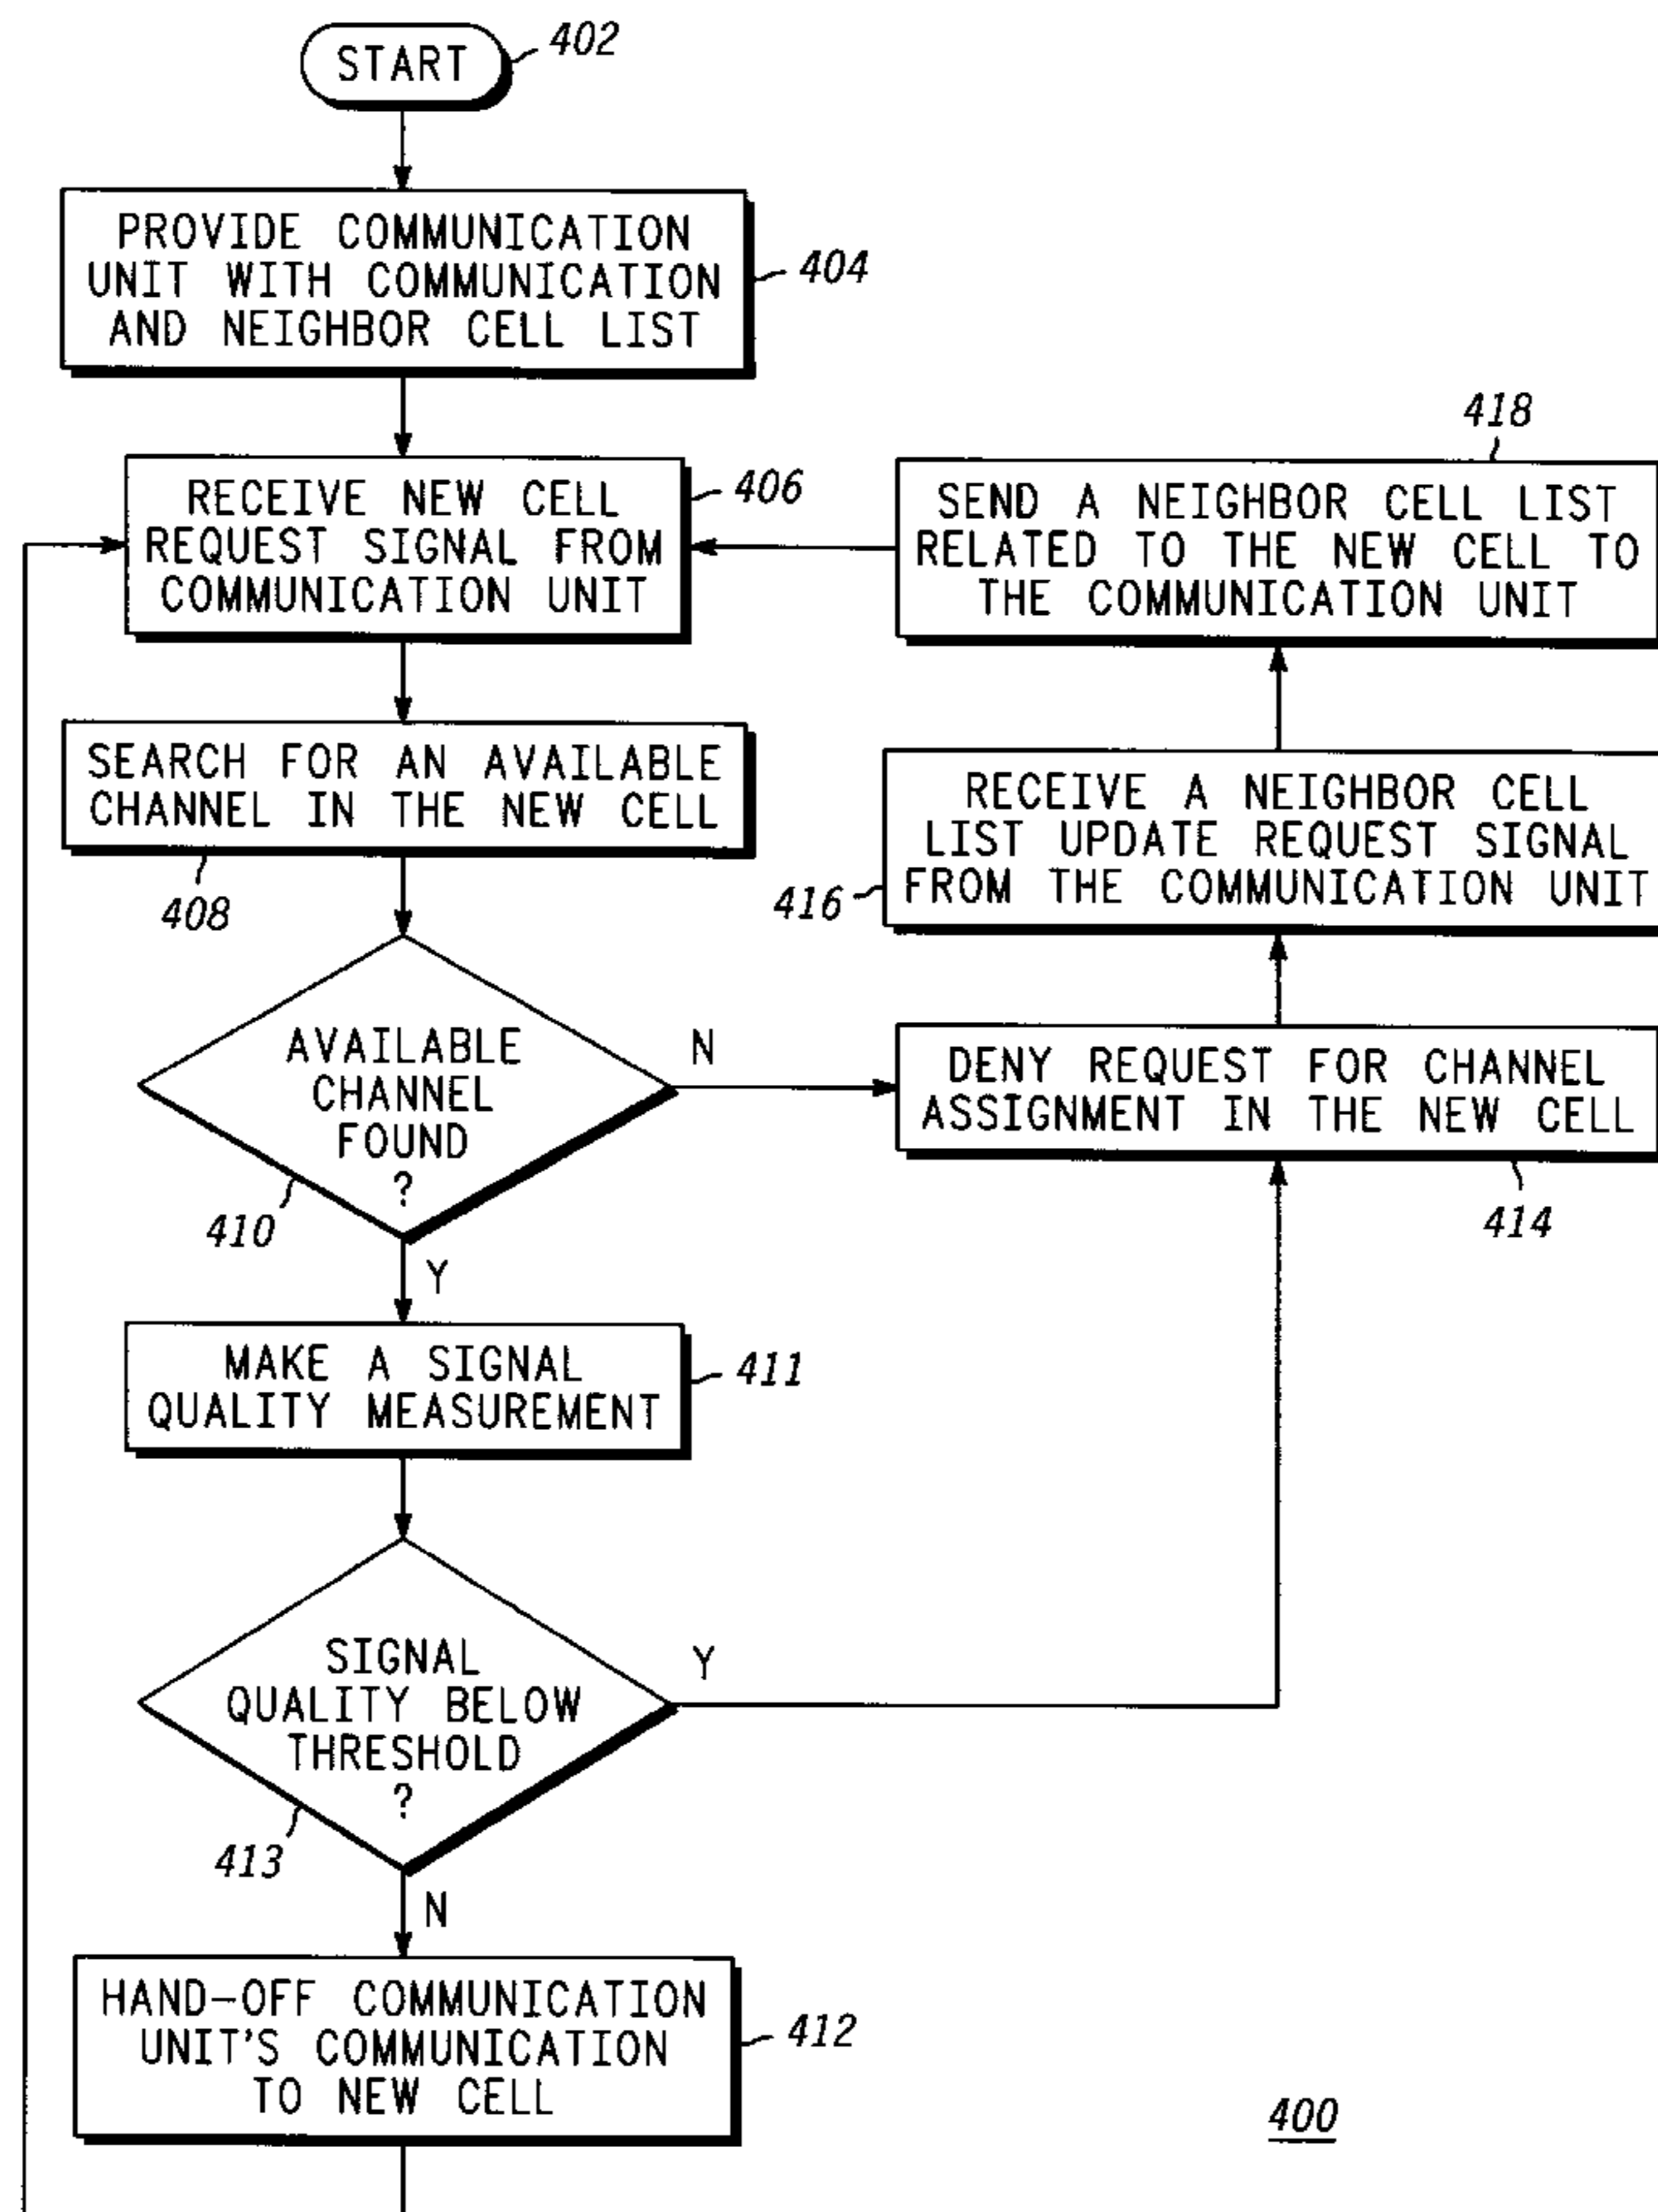 START
402
PROVIDE COMMUNICATION
UNIT WITH COMMUNICATION
AND NEIGHBOR CELL LIST
404
RECEIVE NEW CELL
REQUEST SIGNAL FROM
COMMUNICATION UNIT
406
418
SEND A NEIGHBOR CELL LIST
RELATED TO THE NEW CELL TO
THE COMMUNICATION UNIT
SEARCH FOR AN AVAILABLE
CHANNEL IN THE NEW CELL
408
RECEIVE A NEIGHBOR CELL
LIST UPDATE REQUEST SIGNAL
FROM THE COMMUNICATION UNIT
416
AVAILABLE
CHANNEL
FOUND
?
410
N
Y
DENY REQUEST FOR CHANNEL
ASSIGNMENT IN THE NEW CELL
414
MAKE A SIGNAL
QUALITY MEASUREMENT
411
SIGNAL
QUALITY BELOW
THRESHOLD
?
413
Y
N
HAND-OFF COMMUNICATION
UNIT'S COMMUNICATION
TO NEW CELL
412
400